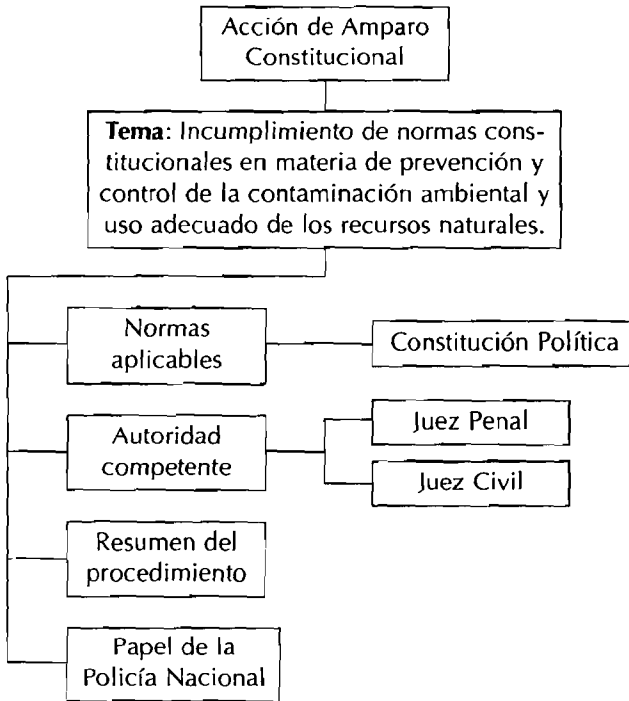 Acción de Amparo
Constitucional
Tema: Incumplimiento de normas cons-
titucionales en materia de prevención y
control de la contaminación ambiental y
uso adecuado de los recursos naturales.
Normas
aplicables
Constitución Política
Autoridad
competente
Juez Penal
Juez Civil
Resumen del
procedimiento
Papel de la
Policía Nacional